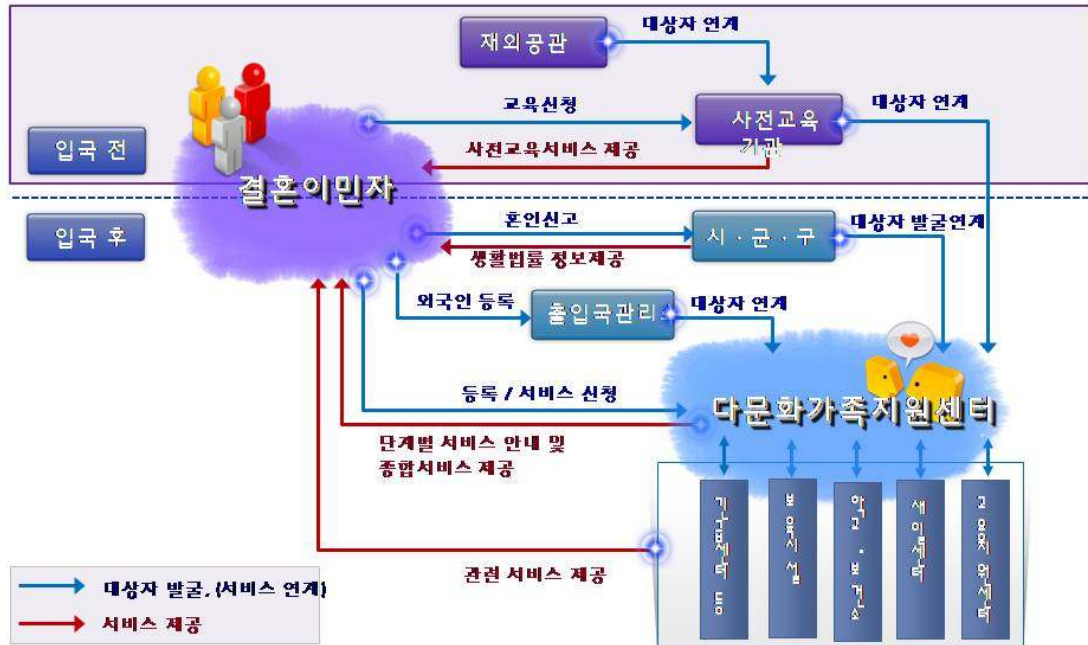 재외공관
대상자 연계
교육신청
사전교육
기관
대상자 연계
입국 전
사전교육서비스 제공
결혼이민자
입국 후
혼인신고
시·군·구
대상자 발굴연계
생활법률 정보제공
외국인 등록
출입국관리
대상자 연계
등록 / 서비스 신청
다문화가족지원센터
단계별 서비스 안내 및
종합서비스 제공
긴급센터 등
보육시설
학교·보건소
새일센터
고용지원센터
관련 서비스 제공
대상자 발굴, (서비스 연계)
서비스 제공